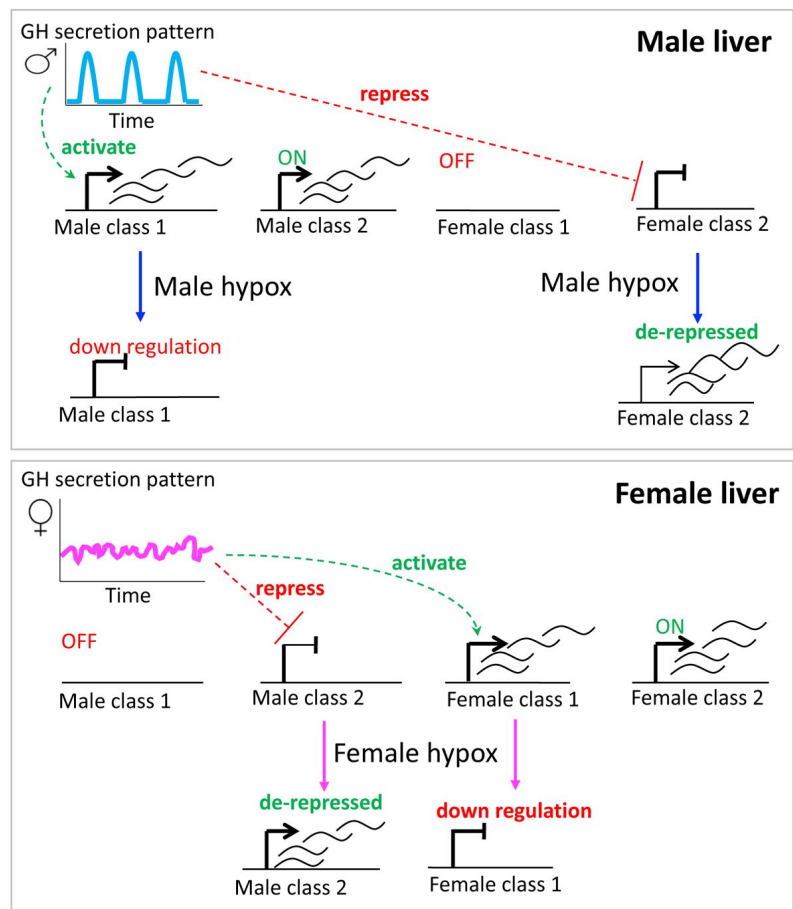 GH secretion pattern
Male liver
♂
repress
Time
activate
ON
OFF
Male class 1
Male class 2
Female class 1
Female class 2
Male hypox
Male hypox
down regulation
de-repressed
Male class 1
Female class 2
GH secretion pattern
Female liver
♀
activate
Time
repress
OFF
ON
Male class 1
Male class 2
Female class 1
Female class 2
Female hypox
de-repressed
down regulation
Male class 2
Female class 1